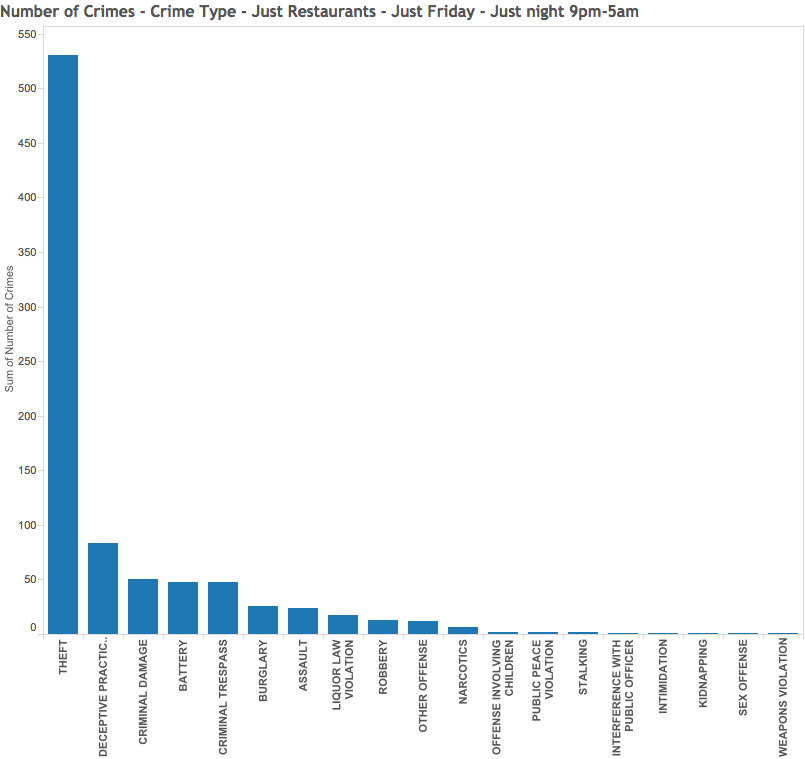 Number of Crimes - Crime Type - Just Restaurants - Just Friday - Just night 9pm-5am
550
500
450
400
350
300
250
200
150
100
50
0
Sum of Number of Crimes
THEFT
DECEPTIVE PRACTIC..
CRIMINAL DAMAGE
BATTERY
CRIMINAL TRESPASS
BURGLARY
ASSAULT
LIQUOR LAW
VIOLATION
ROBBERY
OTHER OFFENSE
NARCOTICS
OFFENSE INVOLVING
CHILDREN
PUBLIC PEACE
VIOLATION
STALKING
INTERFERENCE WITH
PUBLIC OFFICER
INTIMIDATION
KIDNAPPING
SEX OFFENSE
WEAPONS VIOLATION